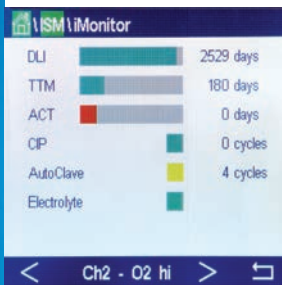 \ISM\iMonitor
DLI 2529 days
TTM 180 days
ACT 0 days
CIP 0 cycles
AutoClave 4 cycles
Electrolyte
< Ch2 - O2 hi >